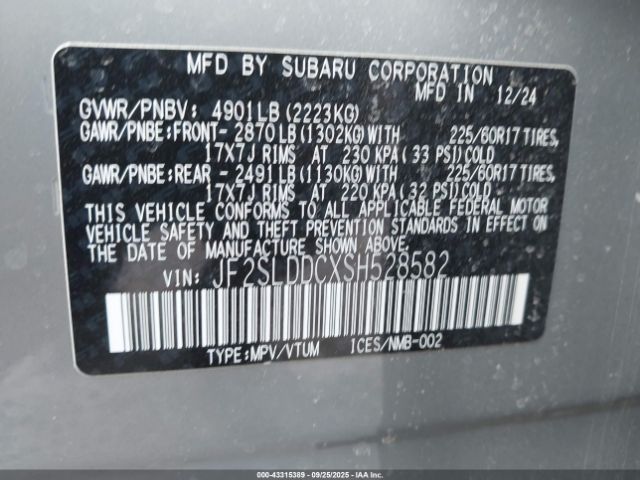 MFD BY SUBARU CORPORATION
MFD IN 12/24
GVWR/PNBV: 4901LB (2223KG)
GAWR/PNBE:FRONT- 2870LB (1302KG) WITH 225/60R17 TIRES,
17X7J RIMS AT 230 KPA( 33 PSI)COLD
GAWR/PNBE:REAR - 2491LB (1130KG) WITH 225/60R17 TIRES,
17X7J RIMS AT 220 KPA( 32 PSI)COLD
THIS VEHICLE CONFORMS TO ALL APPLICABLE FEDERAL MOTOR
VEHICLE SAFETY AND THEFT PREVENTION STANDARDS IN EFFECT ON
THE DATE OF MANUFACTURE SHOWN ABOVE.
VIN: JF2SLDDCXSH528582
TYPE:MPV/VTUM ICES/NMB-002
000-43315389 - 09/25/2025 - IAA Inc.